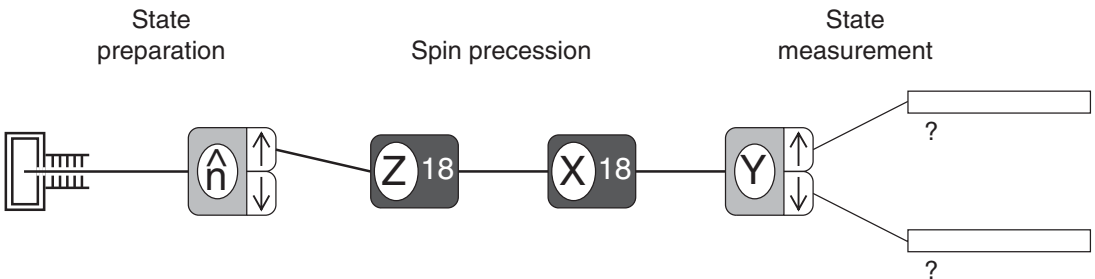 State
preparation
Spin precession
State
measurement
n̂
↑
↓
Z 18
X 18
Y
↑
↓
?
?